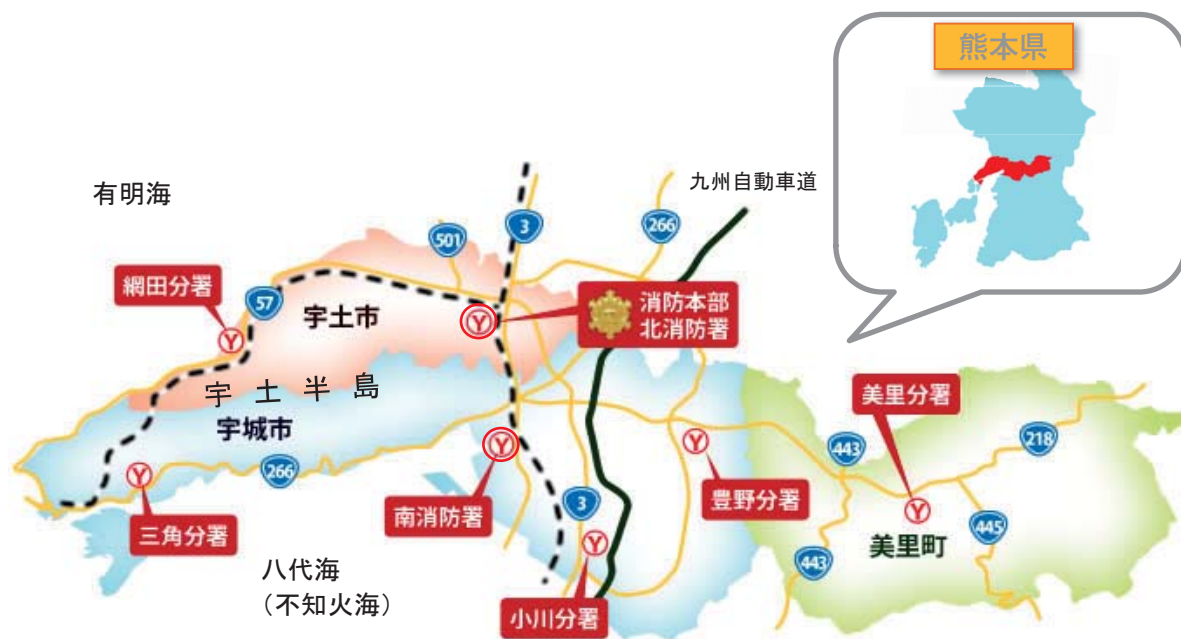 熊本県
九州自動車道
有明海
3
266
501
網田分署
57
宇土市
消防本部
北消防署
宇土半島
宇城市
美里分署
443
218
266
3
南消防署
豊野分署
三角分署
445
美里町
443
八代海
(不知火海)
小川分署